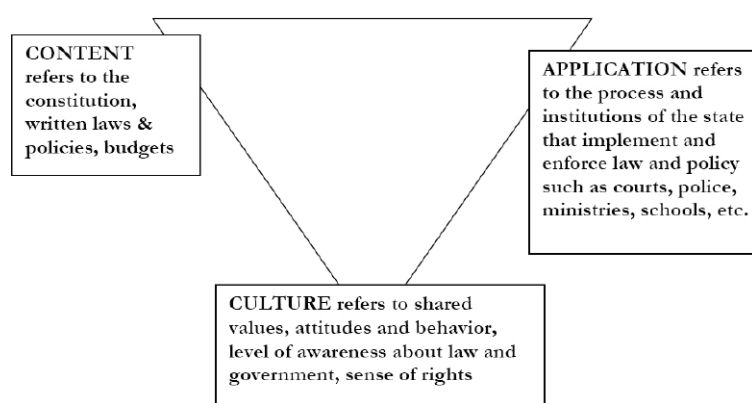 CONTENT
refers to the
constitution,
written laws &
policies, budgets
APPLICATION refers
to the process and
institutions of the state
that implement and
enforce law and policy
such as courts, police,
ministries, schools, etc.
CULTURE refers to shared
values, attitudes and behavior,
level of awareness about law and
government, sense of rights